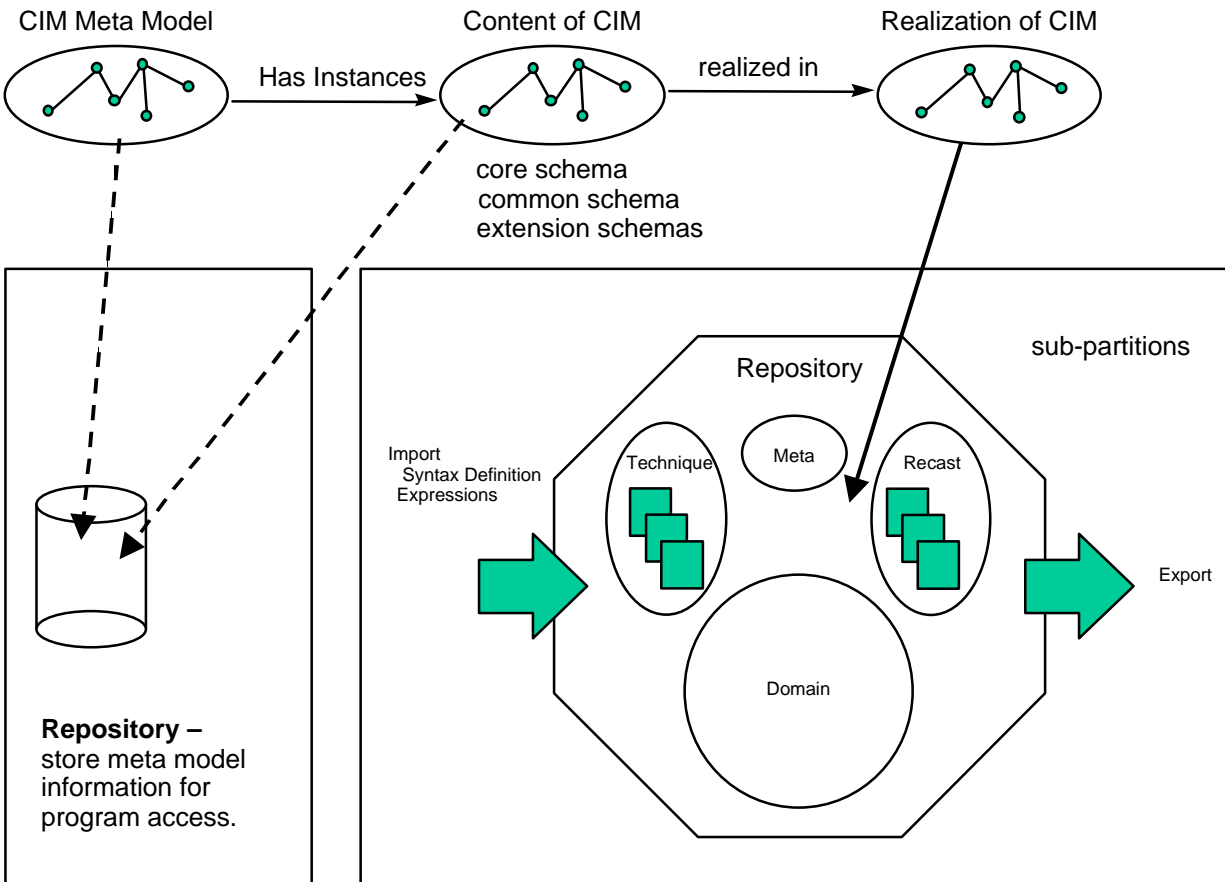 CIM Meta Model
Content of CIM
Realization of CIM
Has Instances
realized in
core schema
common schema
extension schemas
sub-partitions
Repository
Import
Syntax Definition
Expressions
Technique
Meta
Recast
Export
Domain
Repository –
store meta model
information for
program access.